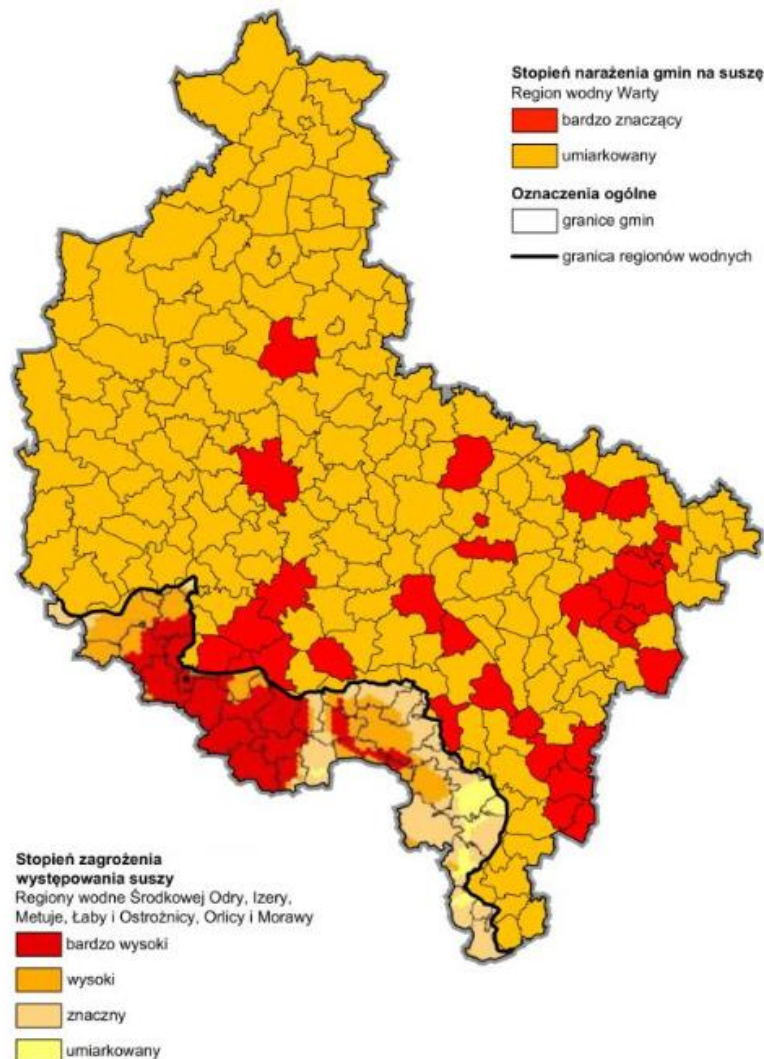 Stopień narażenia gmin na suszę
Region wodny Warty
bardzo znaczący
umiarkowany
Oznaczenia ogólne
granice gmin
granica regionów wodnych
Stopień zagrożenia
występowania suszy
Regiony wodne Środkowej Odry, Izery,
Metuje, Łaby i Ostrożnicy, Orlicy i Morawy
bardzo wysoki
wysoki
znaczny
umiarkowany